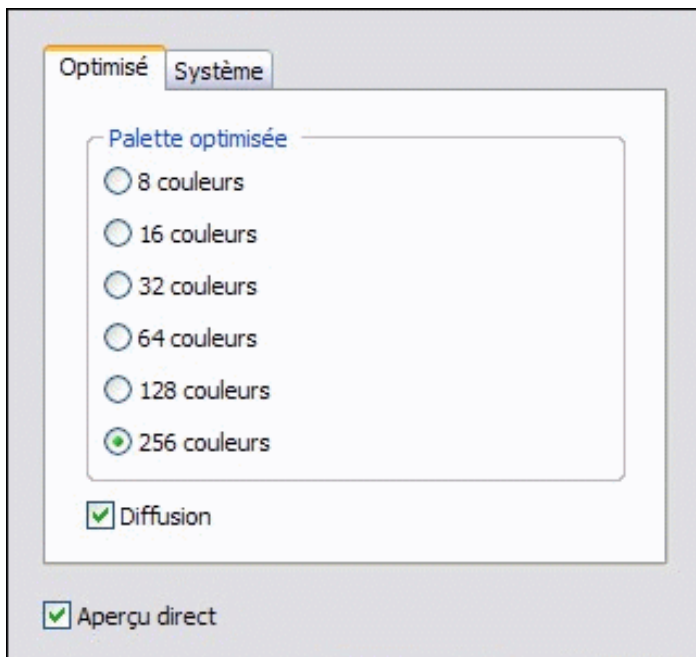 Optimisé Système
Palette optimisée
8 couleurs
16 couleurs
32 couleurs
64 couleurs
128 couleurs
256 couleurs
Diffusion
Aperçu direct